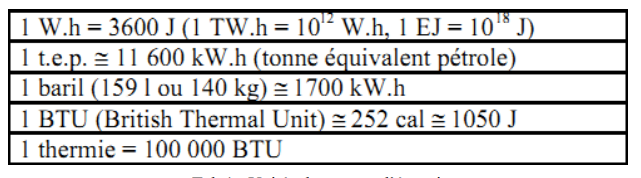 1 W.h = 3600 J (1 TW.h = 10¹² W.h, 1 EJ = 10¹⁸ J)
1 t.e.p. ≅ 11 600 kW.h (tonne équivalent pétrole)
1 baril (159 l ou 140 kg) ≅ 1700 kW.h
1 BTU (British Thermal Unit) ≅ 252 cal ≅ 1050 J
1 thermie = 100 000 BTU